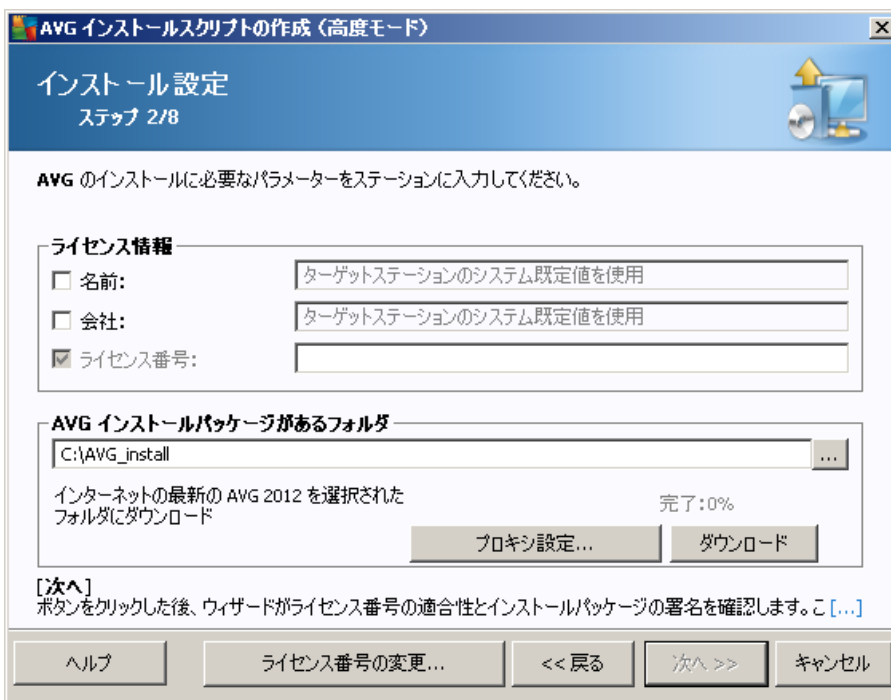 AVG インストールスクリプトの作成（高度モード）
インストール設定
ステップ 2/8
AVG のインストールに必要なパラメーターをステーションに入力してください。
ライセンス情報
名前:
ターゲットステーションのシステム既定値を使用
会社:
ターゲットステーションのシステム既定値を使用
ライセンス番号:
AVG インストールパッケージがあるフォルダ
C:\AVG_install
...
インターネットの最新の AVG 2012 を選択された
フォルダにダウンロード
完了:0%
プロキシ設定...
ダウンロード
[次へ]
ボタンをクリックした後、ウィザードがライセンス番号の適合性とインストールパッケージの署名を確認します。こ [...]
ヘルプ
ライセンス番号の変更...
<< 戻る
次へ >>
キャンセル